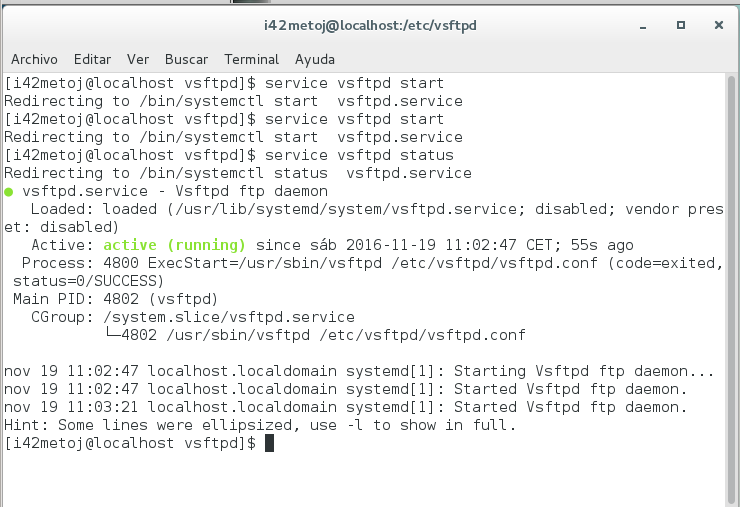 i42metoj@localhost:/etc/vsftpd
Archivo Editar Ver Buscar Terminal Ayuda
[i42metoj@localhost vsftpd]$ service vsftpd start
Redirecting to /bin/systemctl start  vsftpd.service
[i42metoj@localhost vsftpd]$ service vsftpd start
Redirecting to /bin/systemctl start  vsftpd.service
[i42metoj@localhost vsftpd]$ service vsftpd status
Redirecting to /bin/systemctl status  vsftpd.service
● vsftpd.service - Vsftpd ftp daemon
   Loaded: loaded (/usr/lib/systemd/system/vsftpd.service; disabled; vendor pres
et: disabled)
   Active: active (running) since sáb 2016-11-19 11:02:47 CET; 55s ago
  Process: 4800 ExecStart=/usr/sbin/vsftpd /etc/vsftpd/vsftpd.conf (code=exited,
 status=0/SUCCESS)
 Main PID: 4802 (vsftpd)
   CGroup: /system.slice/vsftpd.service
           └─4802 /usr/sbin/vsftpd /etc/vsftpd/vsftpd.conf
nov 19 11:02:47 localhost.localdomain systemd[1]: Starting Vsftpd ftp daemon...
nov 19 11:02:47 localhost.localdomain systemd[1]: Started Vsftpd ftp daemon.
nov 19 11:03:21 localhost.localdomain systemd[1]: Started Vsftpd ftp daemon.
Hint: Some lines were ellipsized, use -l to show in full.
[i42metoj@localhost vsftpd]$